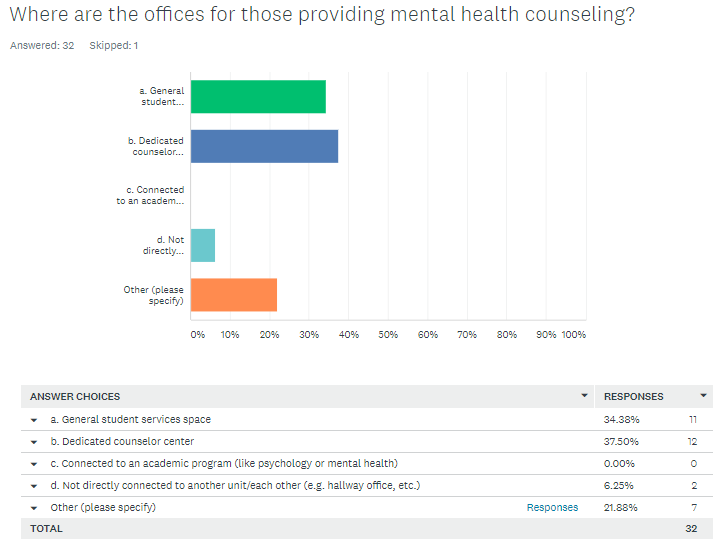 Where are the offices for those providing mental health counseling?
Answered: 32 Skipped: 1
a. General
student...
b. Dedicated
counselor...
c. Connected
to an academ...
d. Not
directly...
Other (please
specify)
0% 10% 20% 30% 40% 50% 60% 70% 80% 90% 100%
ANSWER CHOICES RESPONSES
a. General student services space 34.38% 11
b. Dedicated counselor center 37.50% 12
c. Connected to an academic program (like psychology or mental health) 0.00% 0
d. Not directly connected to another unit/each other (e.g. hallway office, etc.) 6.25% 2
Other (please specify) Responses 21.88% 7
TOTAL 32